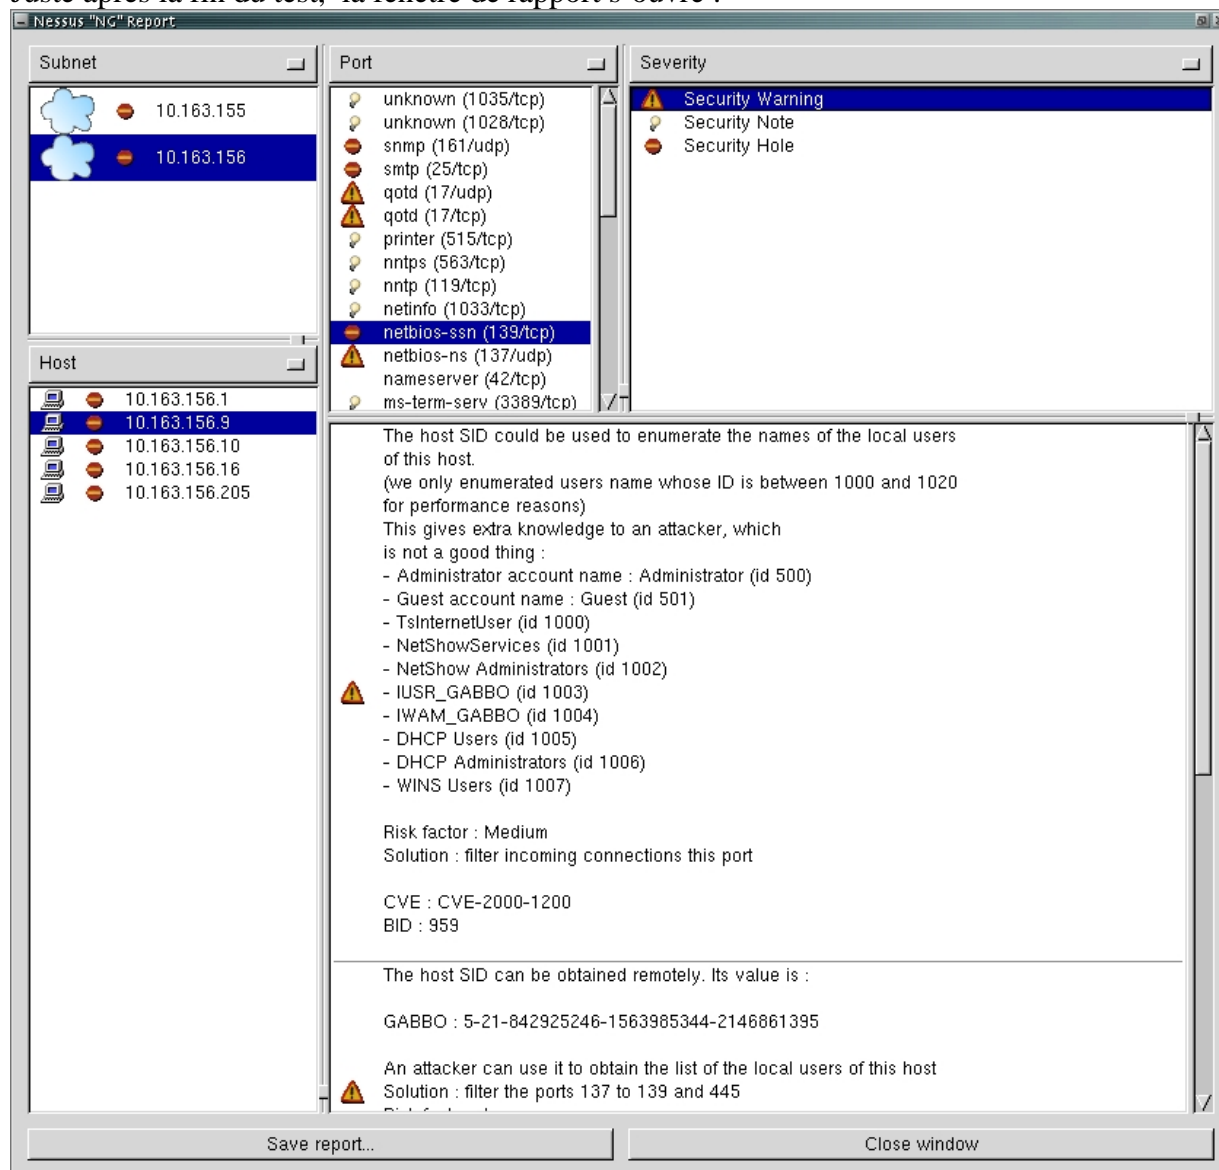 Juste après la fin du test, la fenêtre de rapport s'ouvre :
Nessus "NG" Report
Subnet
10.163.155
10.163.156
Port
unknown (1035/tcp)
unknown (1028/tcp)
snmp (161/udp)
smtp (25/tcp)
qotd (17/udp)
qotd (17/tcp)
printer (515/tcp)
nntps (563/tcp)
nntp (119/tcp)
netinfo (1033/tcp)
netbios-ssn (139/tcp)
netbios-ns (137/udp)
nameserver (42/tcp)
ms-term-serv (3389/tcp)
Severity
Security Warning
Security Note
Security Hole
Host
10.163.156.1
10.163.156.9
10.163.156.10
10.163.156.16
10.163.156.205
The host SID could be used to enumerate the names of the local users
of this host.
(we only enumerated users name whose ID is between 1000 and 1020
for performance reasons)
This gives extra knowledge to an attacker, which
is not a good thing :
- Administrator account name : Administrator (id 500)
- Guest account name : Guest (id 501)
- TsInternetUser (id 1000)
- NetShowServices (id 1001)
- NetShow Administrators (id 1002)
- IUSR_GABBO (id 1003)
- IWAM_GABBO (id 1004)
- DHCP Users (id 1005)
- DHCP Administrators (id 1006)
- WINS Users (id 1007)
Risk factor : Medium
Solution : filter incoming connections this port
CVE : CVE-2000-1200
BID : 959
The host SID can be obtained remotely. Its value is :
GABBO : 5-21-842925246-1563985344-2146861395
An attacker can use it to obtain the list of the local users of this host
Solution : filter the ports 137 to 139 and 445
Save report...
Close window